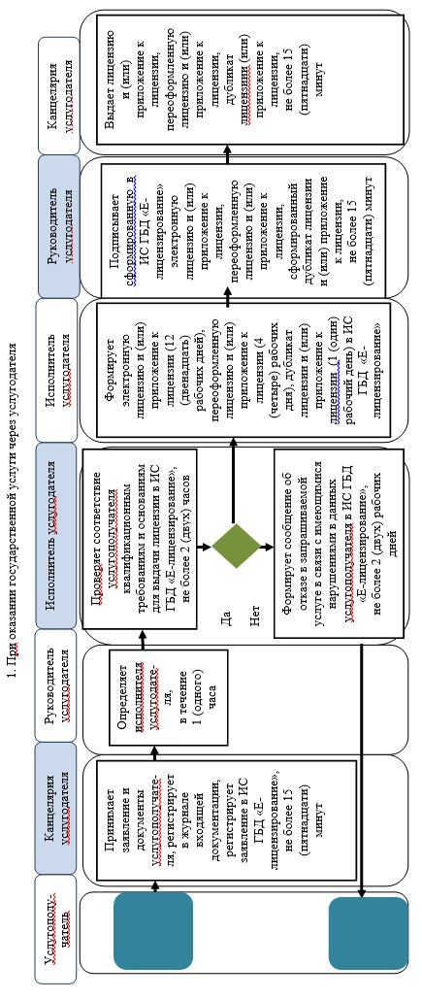 1. При оказании государственной услуги через услугодателя
Услугополу-
чатель
Канцелярия
услугодателя
Руководитель
услугодателя
Исполнитель услугодателя
Исполнитель
услугодателя
Руководитель
услугодателя
Канцелярия
услугодателя
Принимает
заявление и
документы
услугополучате-
ля, регистрирует
в журнале
входящей
документации,
регистрирует
заявление в ИС
ГБД «Е-
лицензирование»,
не более 15
(пятнадцати)
минут
Определяет
исполнителя
услугодате-
ля,
в течение
1 (одного)
часа
Проверяет соответствие
услугополучателя
квалификационным
требованиям и основаниям
для выдачи лицензии в ИС
ГБД «Е-лицензирование»,
не более 2 (двух) часов
Да
Нет
Формирует сообщение об
отказе в запрашиваемой
услуге в связи с имеющимися
нарушениями в данных
услугополучателя в ИС ГБД
«Е-лицензирование»,
не более 2 (двух) рабочих
дней
Формирует
электронную
лицензию и (или)
приложение к
лицензии (12
(двенадцать)
рабочих дней),
переоформленную
лицензию и (или)
приложение к
лицензии (4
(четыре) рабочих
дня), дубликат
лицензии и (или)
приложение к
лицензии (1 (один)
рабочий день) в ИС
ГБД «Е-
лицензирование»
Подписывает
сформированную в
ИС ГБД «Е-
лицензирование»
электронную
лицензию и (или)
приложение к
лицензии,
переоформленную
лицензию и (или)
приложение к
лицензии,
сформированный
дубликат лицензии
и (или) приложение
к лицензии,
не более 15
(пятнадцати) минут
Выдает лицензию
и (или)
приложение к
лицензии,
переоформленную
лицензию и (или)
приложение к
лицензии,
дубликат
лицензиии (или)
приложение к
лицензии,
не более 15
(пятнадцати)
минут